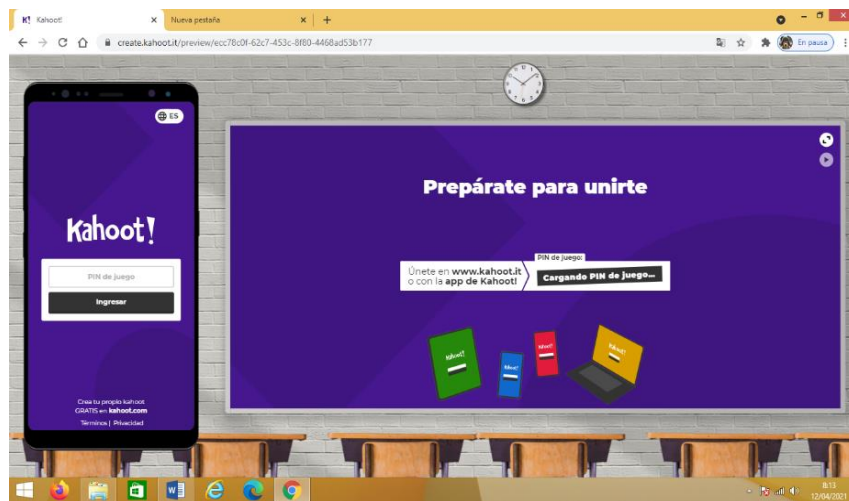 K! Kahoot!
Nueva pestaña
create.kahoot.it/preview/ecc78c0f-62c7-453c-8f80-4468ad53b177
En pausa
ES
Kahoot!
PIN de juego
Ingresar
Crea tu propio kahoot
GRATIS en kahoot.com
Términos | Privacidad
Prepárate para unirte
Únete en www.kahoot.it
o con la app de Kahoot!
PIN de juego:
Cargando PIN de juego...
Kahoot!
Kahoot!
Kahoot!
Kahoot!
8:13
12/04/2021